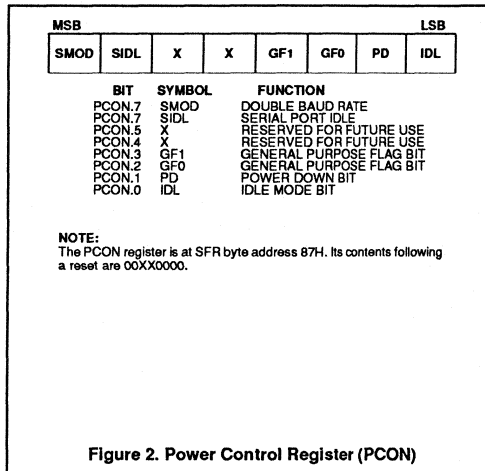 MSB LSB
SMOD SIDL X X GF1 GF0 PD IDL
BIT SYMBOL FUNCTION
PCON.7 SMOD DOUBLE BAUD RATE
PCON.7 SIDL SERIAL PORT IDLE
PCON.5 X RESERVED FOR FUTURE USE
PCON.4 X RESERVED FOR FUTURE USE
PCON.3 GF1 GENERAL PURPOSE FLAG BIT
PCON.2 GF0 GENERAL PURPOSE FLAG BIT
PCON.1 PD POWER DOWN BIT
PCON.0 IDL IDLE MODE BIT
NOTE:
The PCON register is at SFR byte address 87H. Its contents following
a reset are 00XX0000.
Figure 2. Power Control Register (PCON)